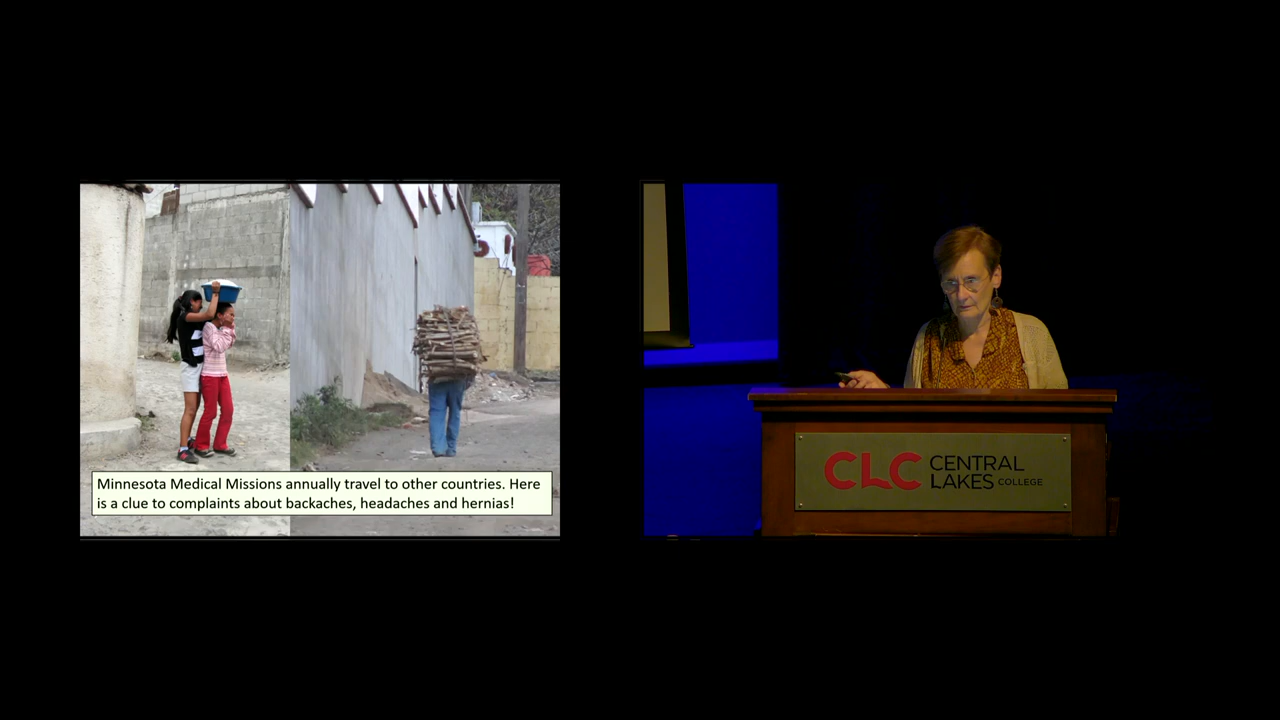 Minnesota Medical Missions annually travel to other countries. Here
is a clue to complaints about backaches, headaches and hernias!
CLC CENTRAL
LAKES COLLEGE